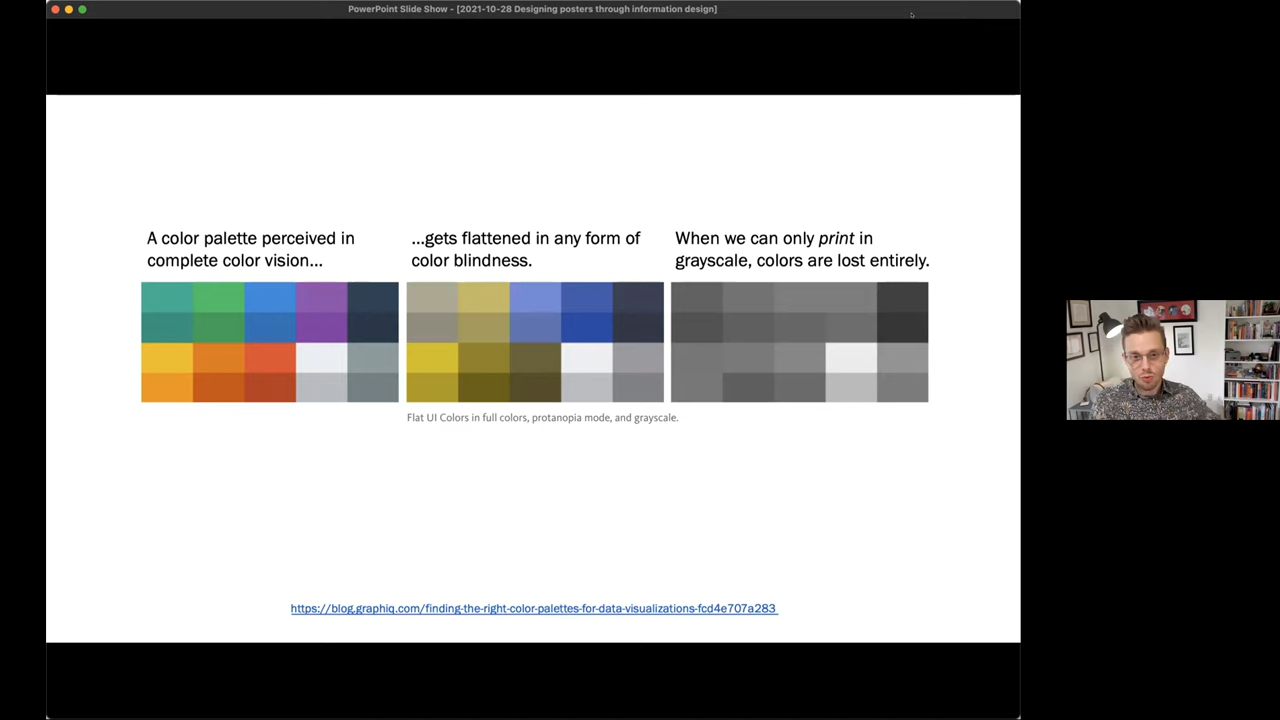 PowerPoint Slide Show - [2021-10-28 Designing posters through information design]
A color palette perceived in
complete color vision...
...gets flattened in any form of
color blindness.
When we can only print in
grayscale, colors are lost entirely.
Flat UI Colors in full colors, protanopia mode, and grayscale.
https://blog.graphiq.com/finding-the-right-color-palettes-for-data-visualizations-fcd4e707a283